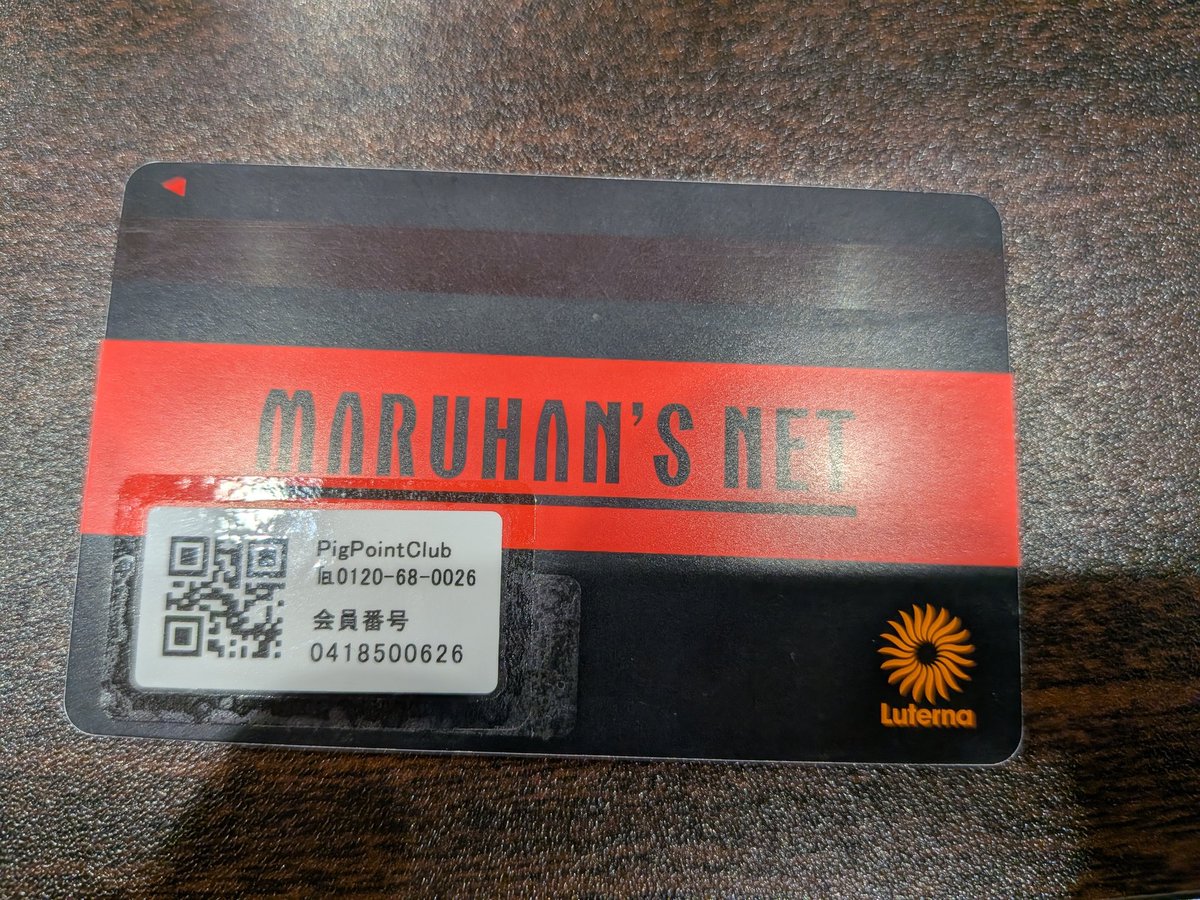 MARUHAN'S NET
PigPointClub
℡0120-68-0026
会員番号
0418500626
Luterna